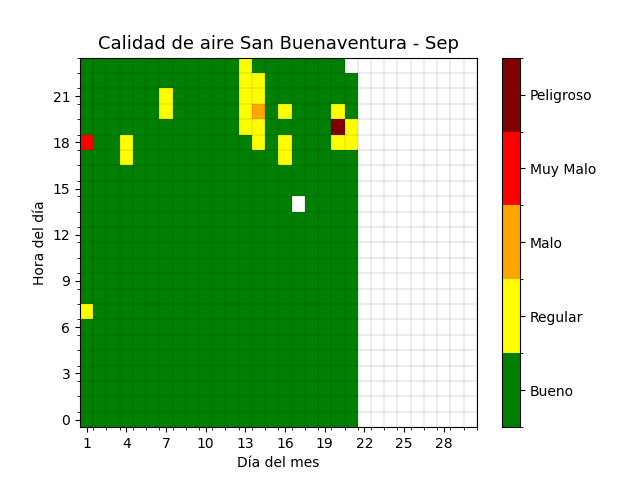 Calidad de aire San Buenaventura - Sep
21
18
15
12
9
6
3
0
Hora del día
1 4 7 10 13 16 19 22 25 28
Día del mes
Peligroso
Muy Malo
Malo
Regular
Bueno